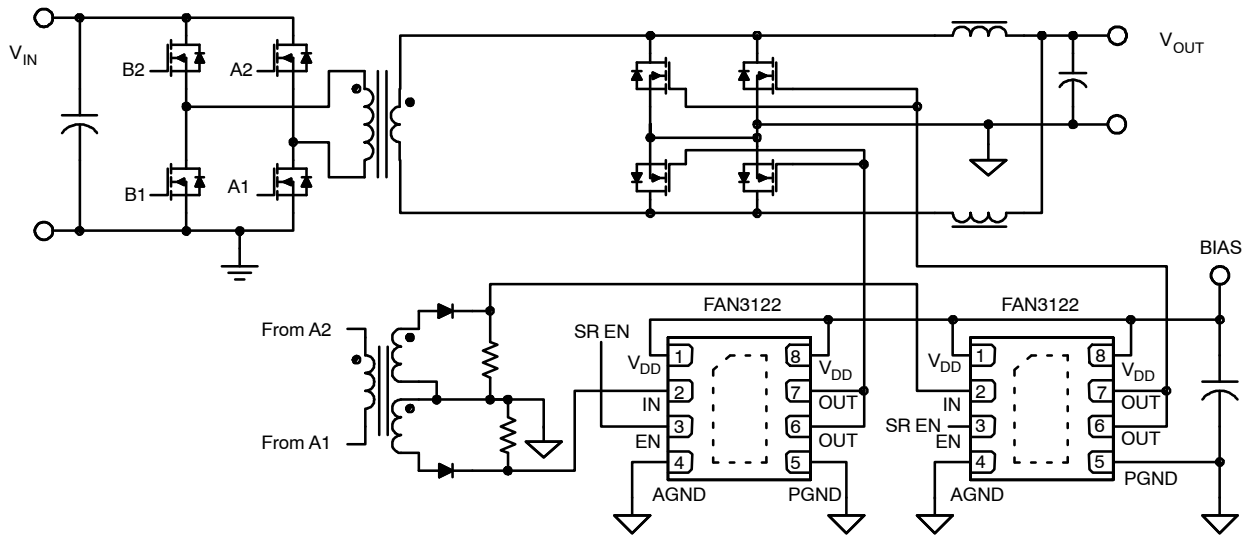 VIN
B2
A2
B1
A1
VOUT
BIAS
From A2
From A1
SR EN
FAN3122
VDD
1
8
VDD
IN
2
7
OUT
EN
3
6
OUT
AGND
4
5
PGND
FAN3122
VDD
1
8
VDD
IN
2
7
OUT
SR EN
EN
3
6
OUT
AGND
4
5
PGND